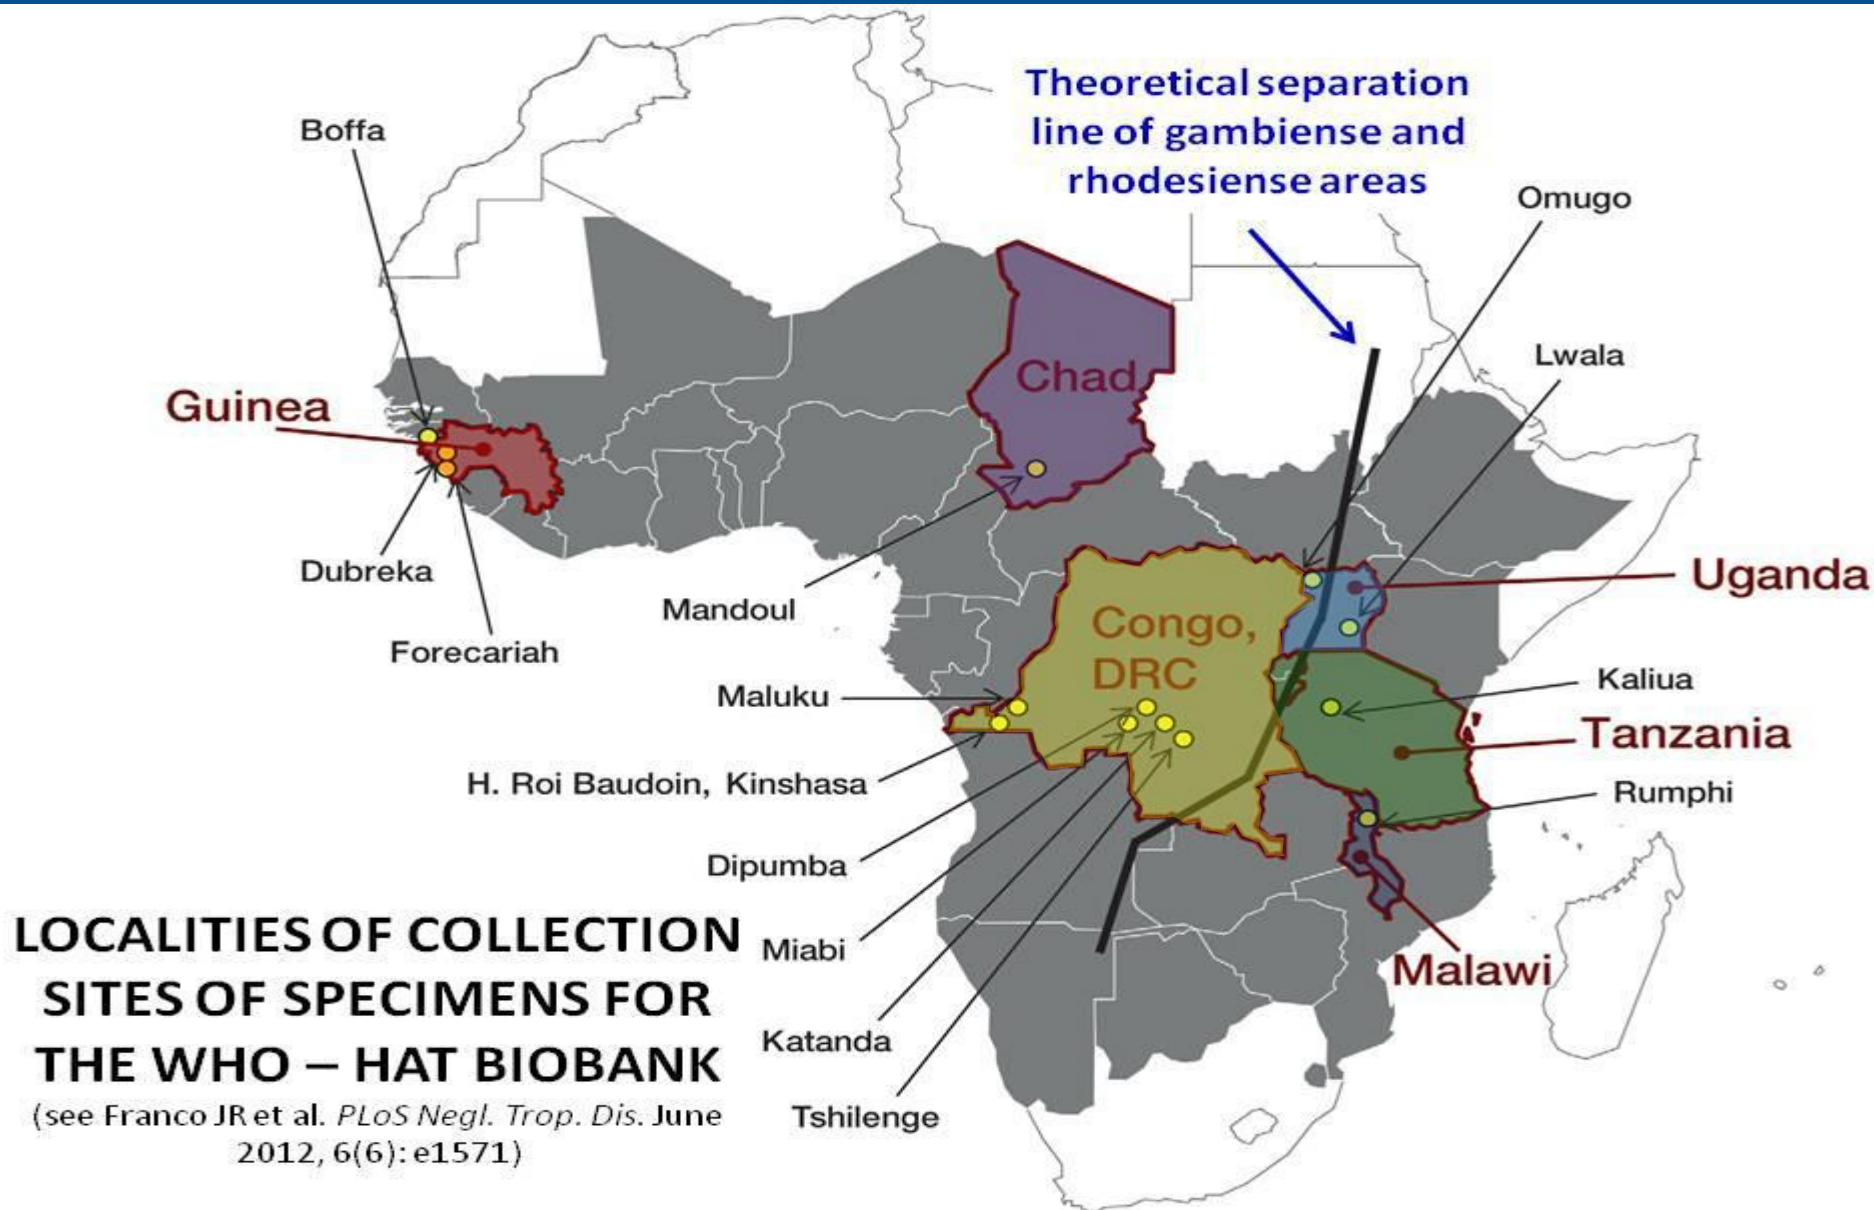 Theoretical separation
line of gambiense and
rhodesiense areas
Boffa
Omugo
Lwala
Chad
Guinea
Dubreka
Mandoul
Forecariah
Uganda
Congo,
DRC
Maluku
Kaliua
Tanzania
H. Roi Baudoin, Kinshasa
Rumphi
Dipumba
Miabi
Malawi
Katanda
Tshilenge
LOCALITIES OF COLLECTION
SITES OF SPECIMENS FOR
THE WHO – HAT BIOBANK
(see Franco JR et al. PLoS Negl. Trop. Dis. June
2012, 6(6): e1571)